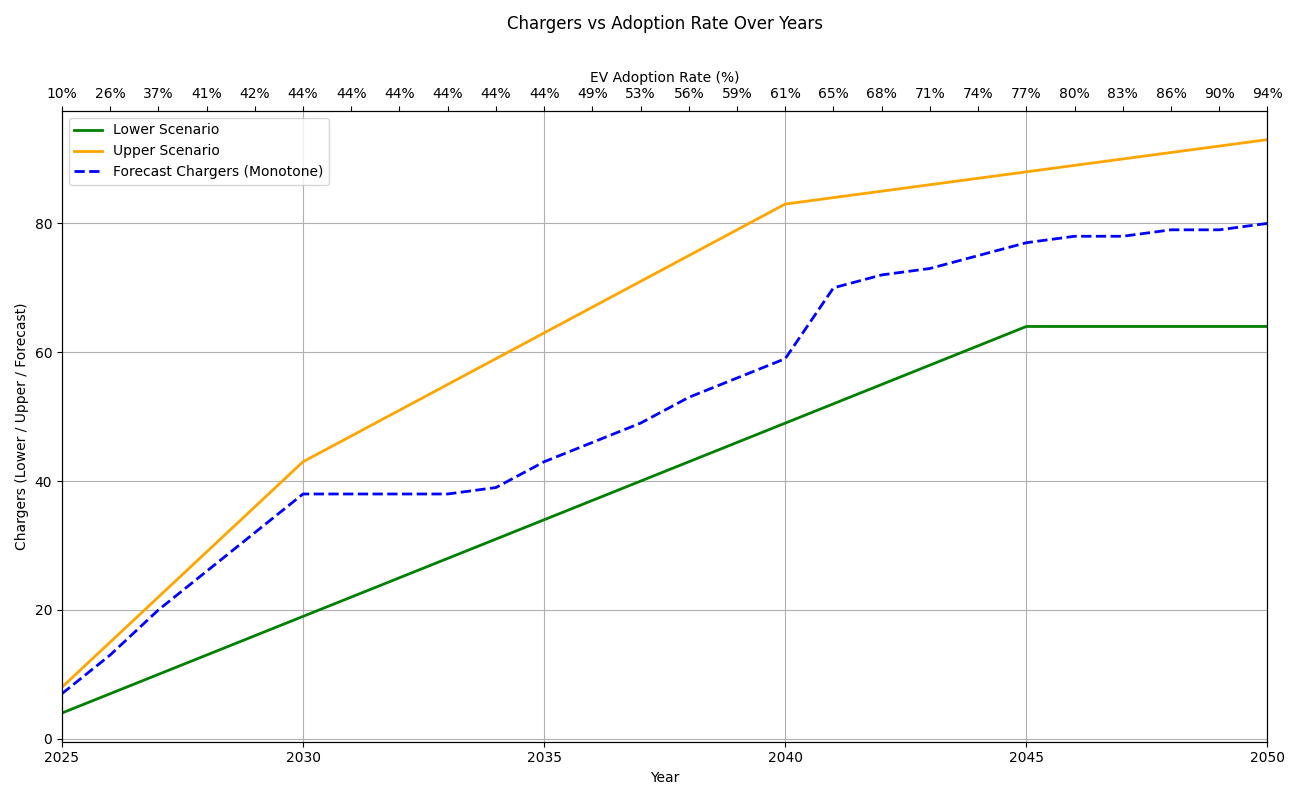 Chargers vs Adoption Rate Over Years
EV Adoption Rate (%)
10% 26% 37% 41% 42% 44% 44% 44% 44% 44% 44% 49% 53% 56% 59% 61% 65% 68% 71% 74% 77% 80% 83% 86% 90% 94%
Lower Scenario
Upper Scenario
Forecast Chargers (Monotone)
Chargers (Lower / Upper / Forecast)
80
60
40
20
0
2025 2030 2035 2040 2045 2050
Year